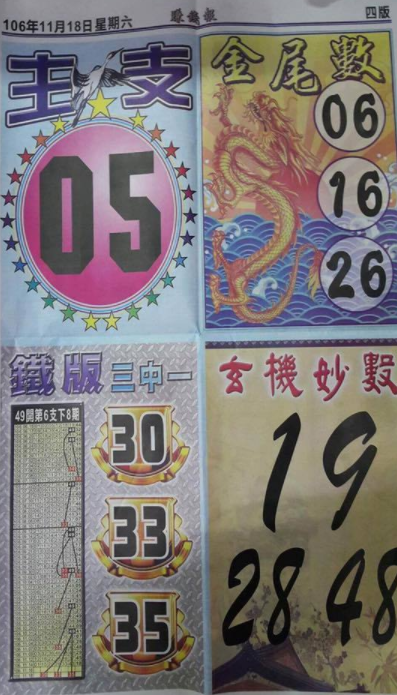 106年11月18日星期六
四版
主支
05
金尾數
06
16
26
鐵版三中一
49開第6支下8期
30
33
35
玄機妙數
19
28 48